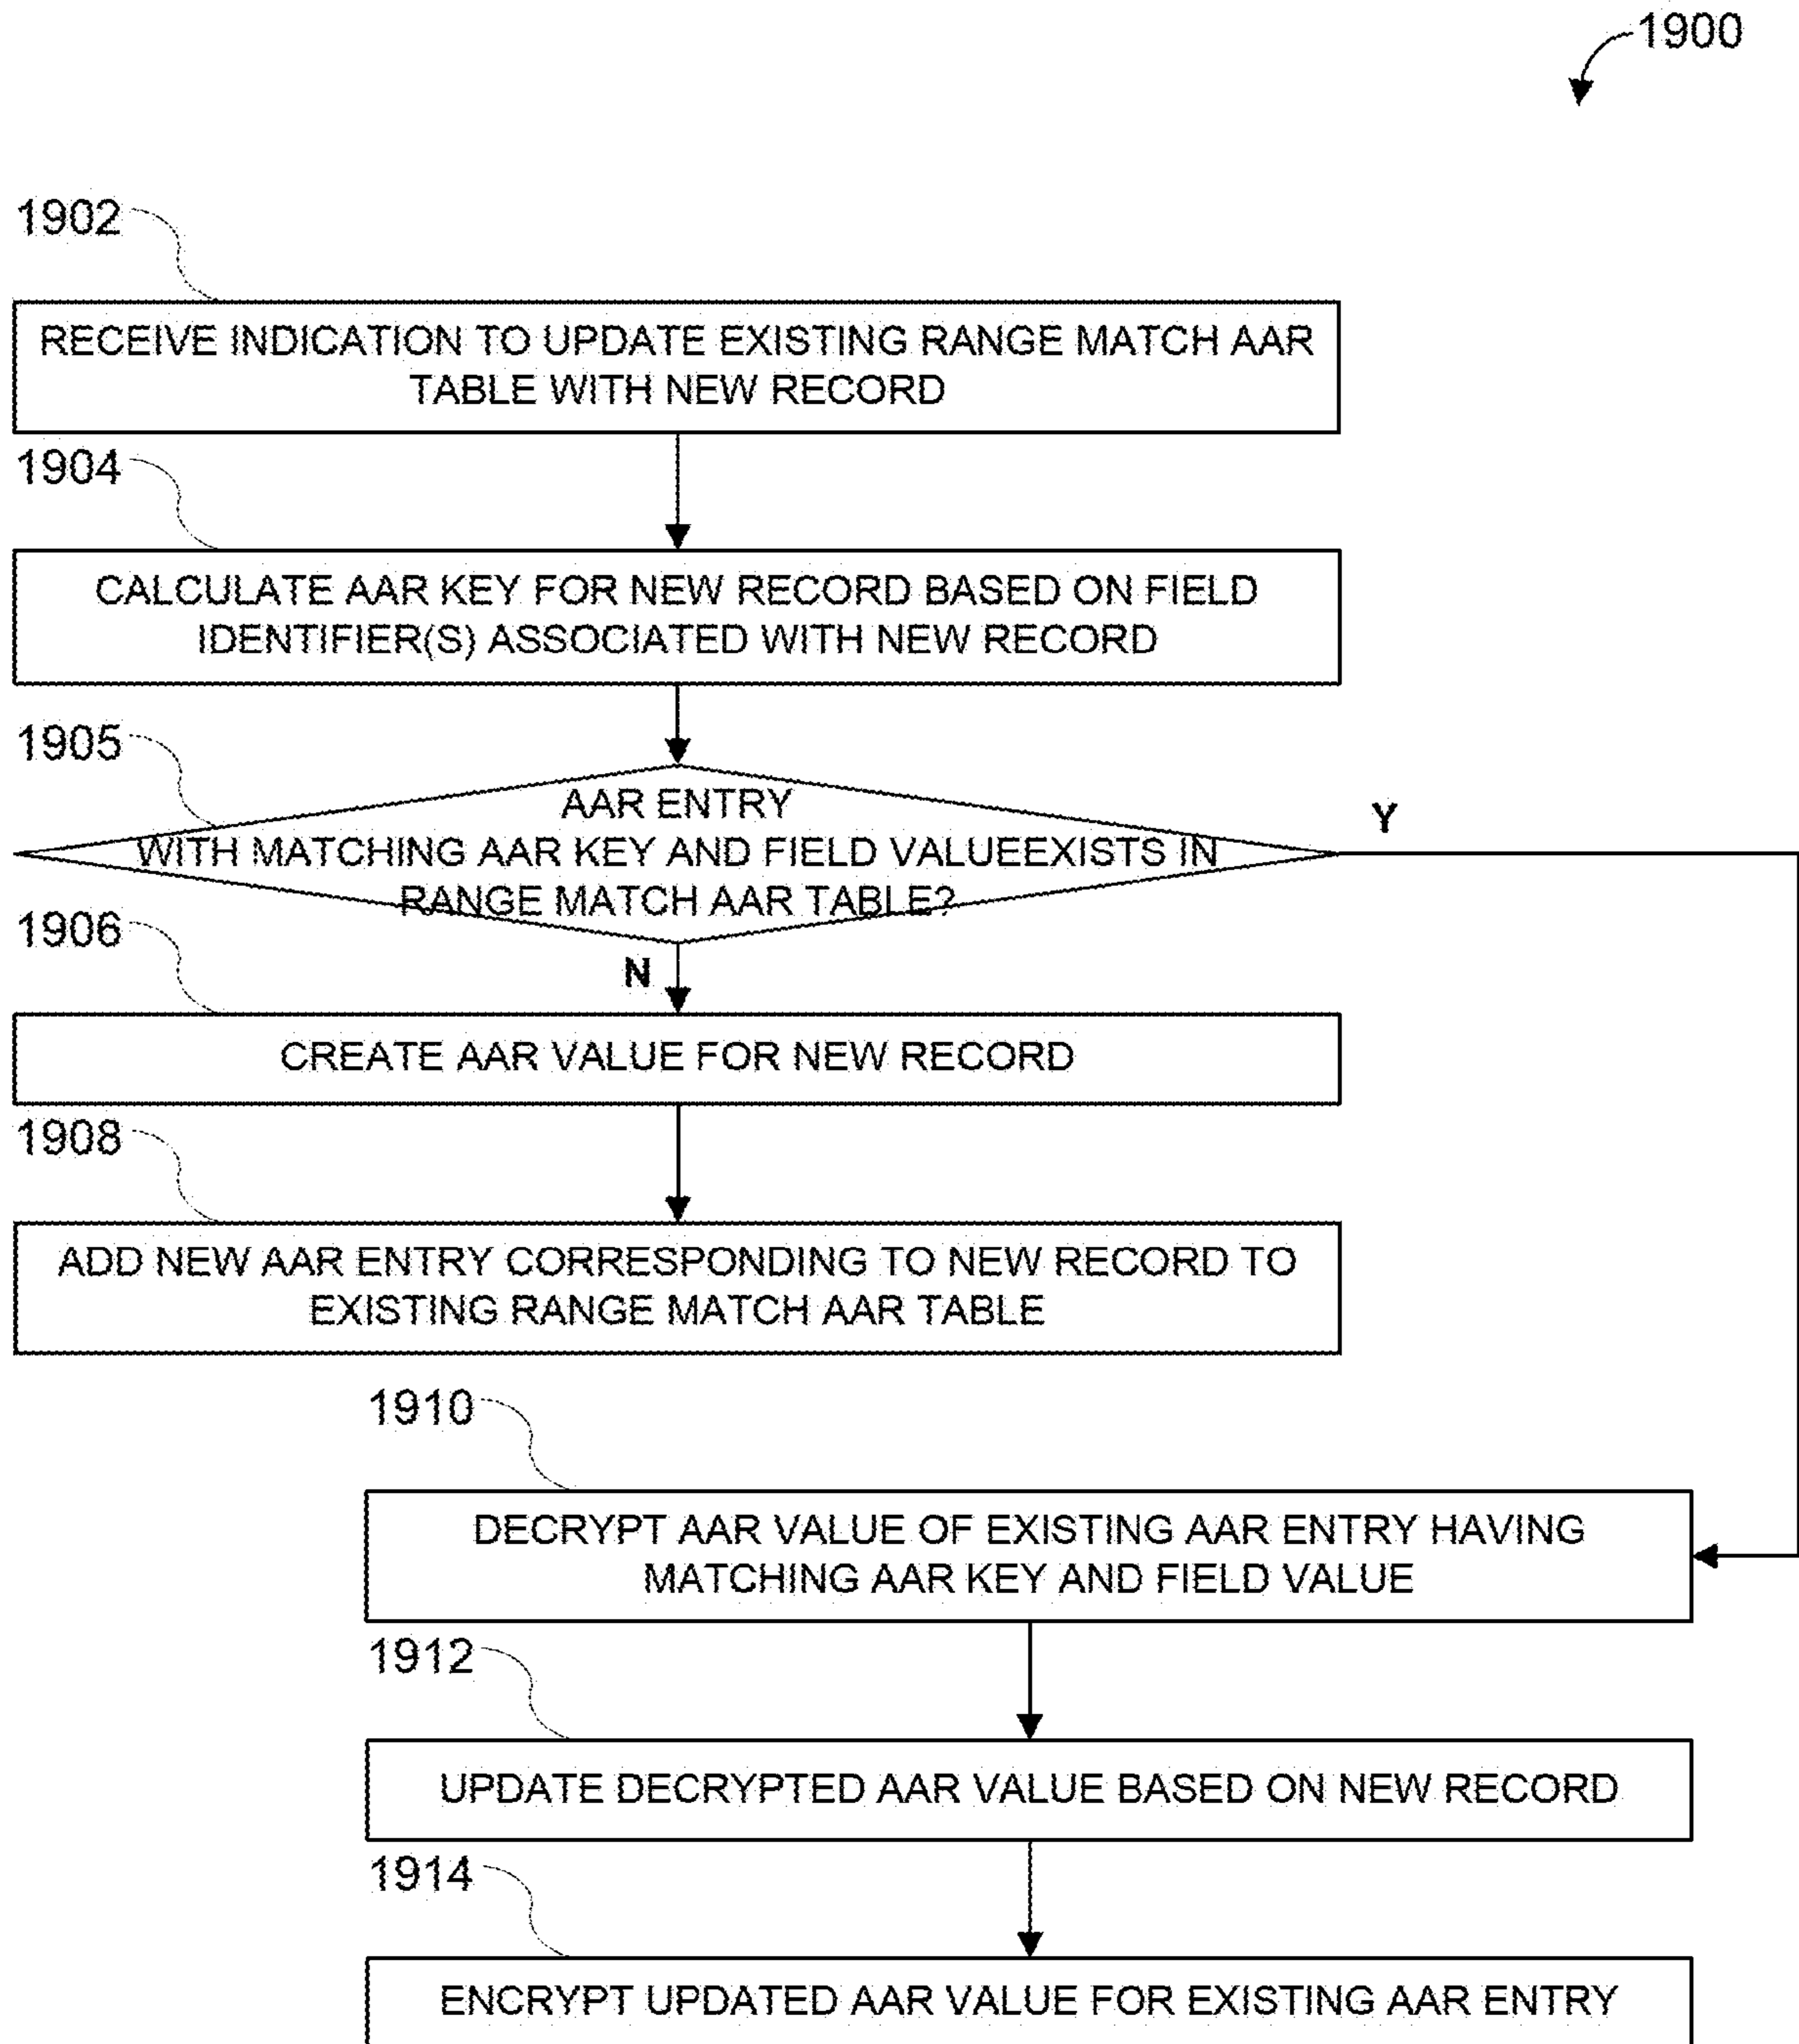 1900
1902
RECEIVE INDICATION TO UPDATE EXISTING RANGE MATCH AAR
TABLE WITH NEW RECORD
1904
CALCULATE AAR KEY FOR NEW RECORD BASED ON FIELD
IDENTIFIER(S) ASSOCIATED WITH NEW RECORD
1905
AAR ENTRY
WITH MATCHING AAR KEY AND FIELD VALUEEXISTS IN
RANGE MATCH AAR TABLE?
Y
N
1906
CREATE AAR VALUE FOR NEW RECORD
1908
ADD NEW AAR ENTRY CORRESPONDING TO NEW RECORD TO
EXISTING RANGE MATCH AAR TABLE
1910
DECRYPT AAR VALUE OF EXISTING AAR ENTRY HAVING
MATCHING AAR KEY AND FIELD VALUE
1912
UPDATE DECRYPTED AAR VALUE BASED ON NEW RECORD
1914
ENCRYPT UPDATED AAR VALUE FOR EXISTING AAR ENTRY